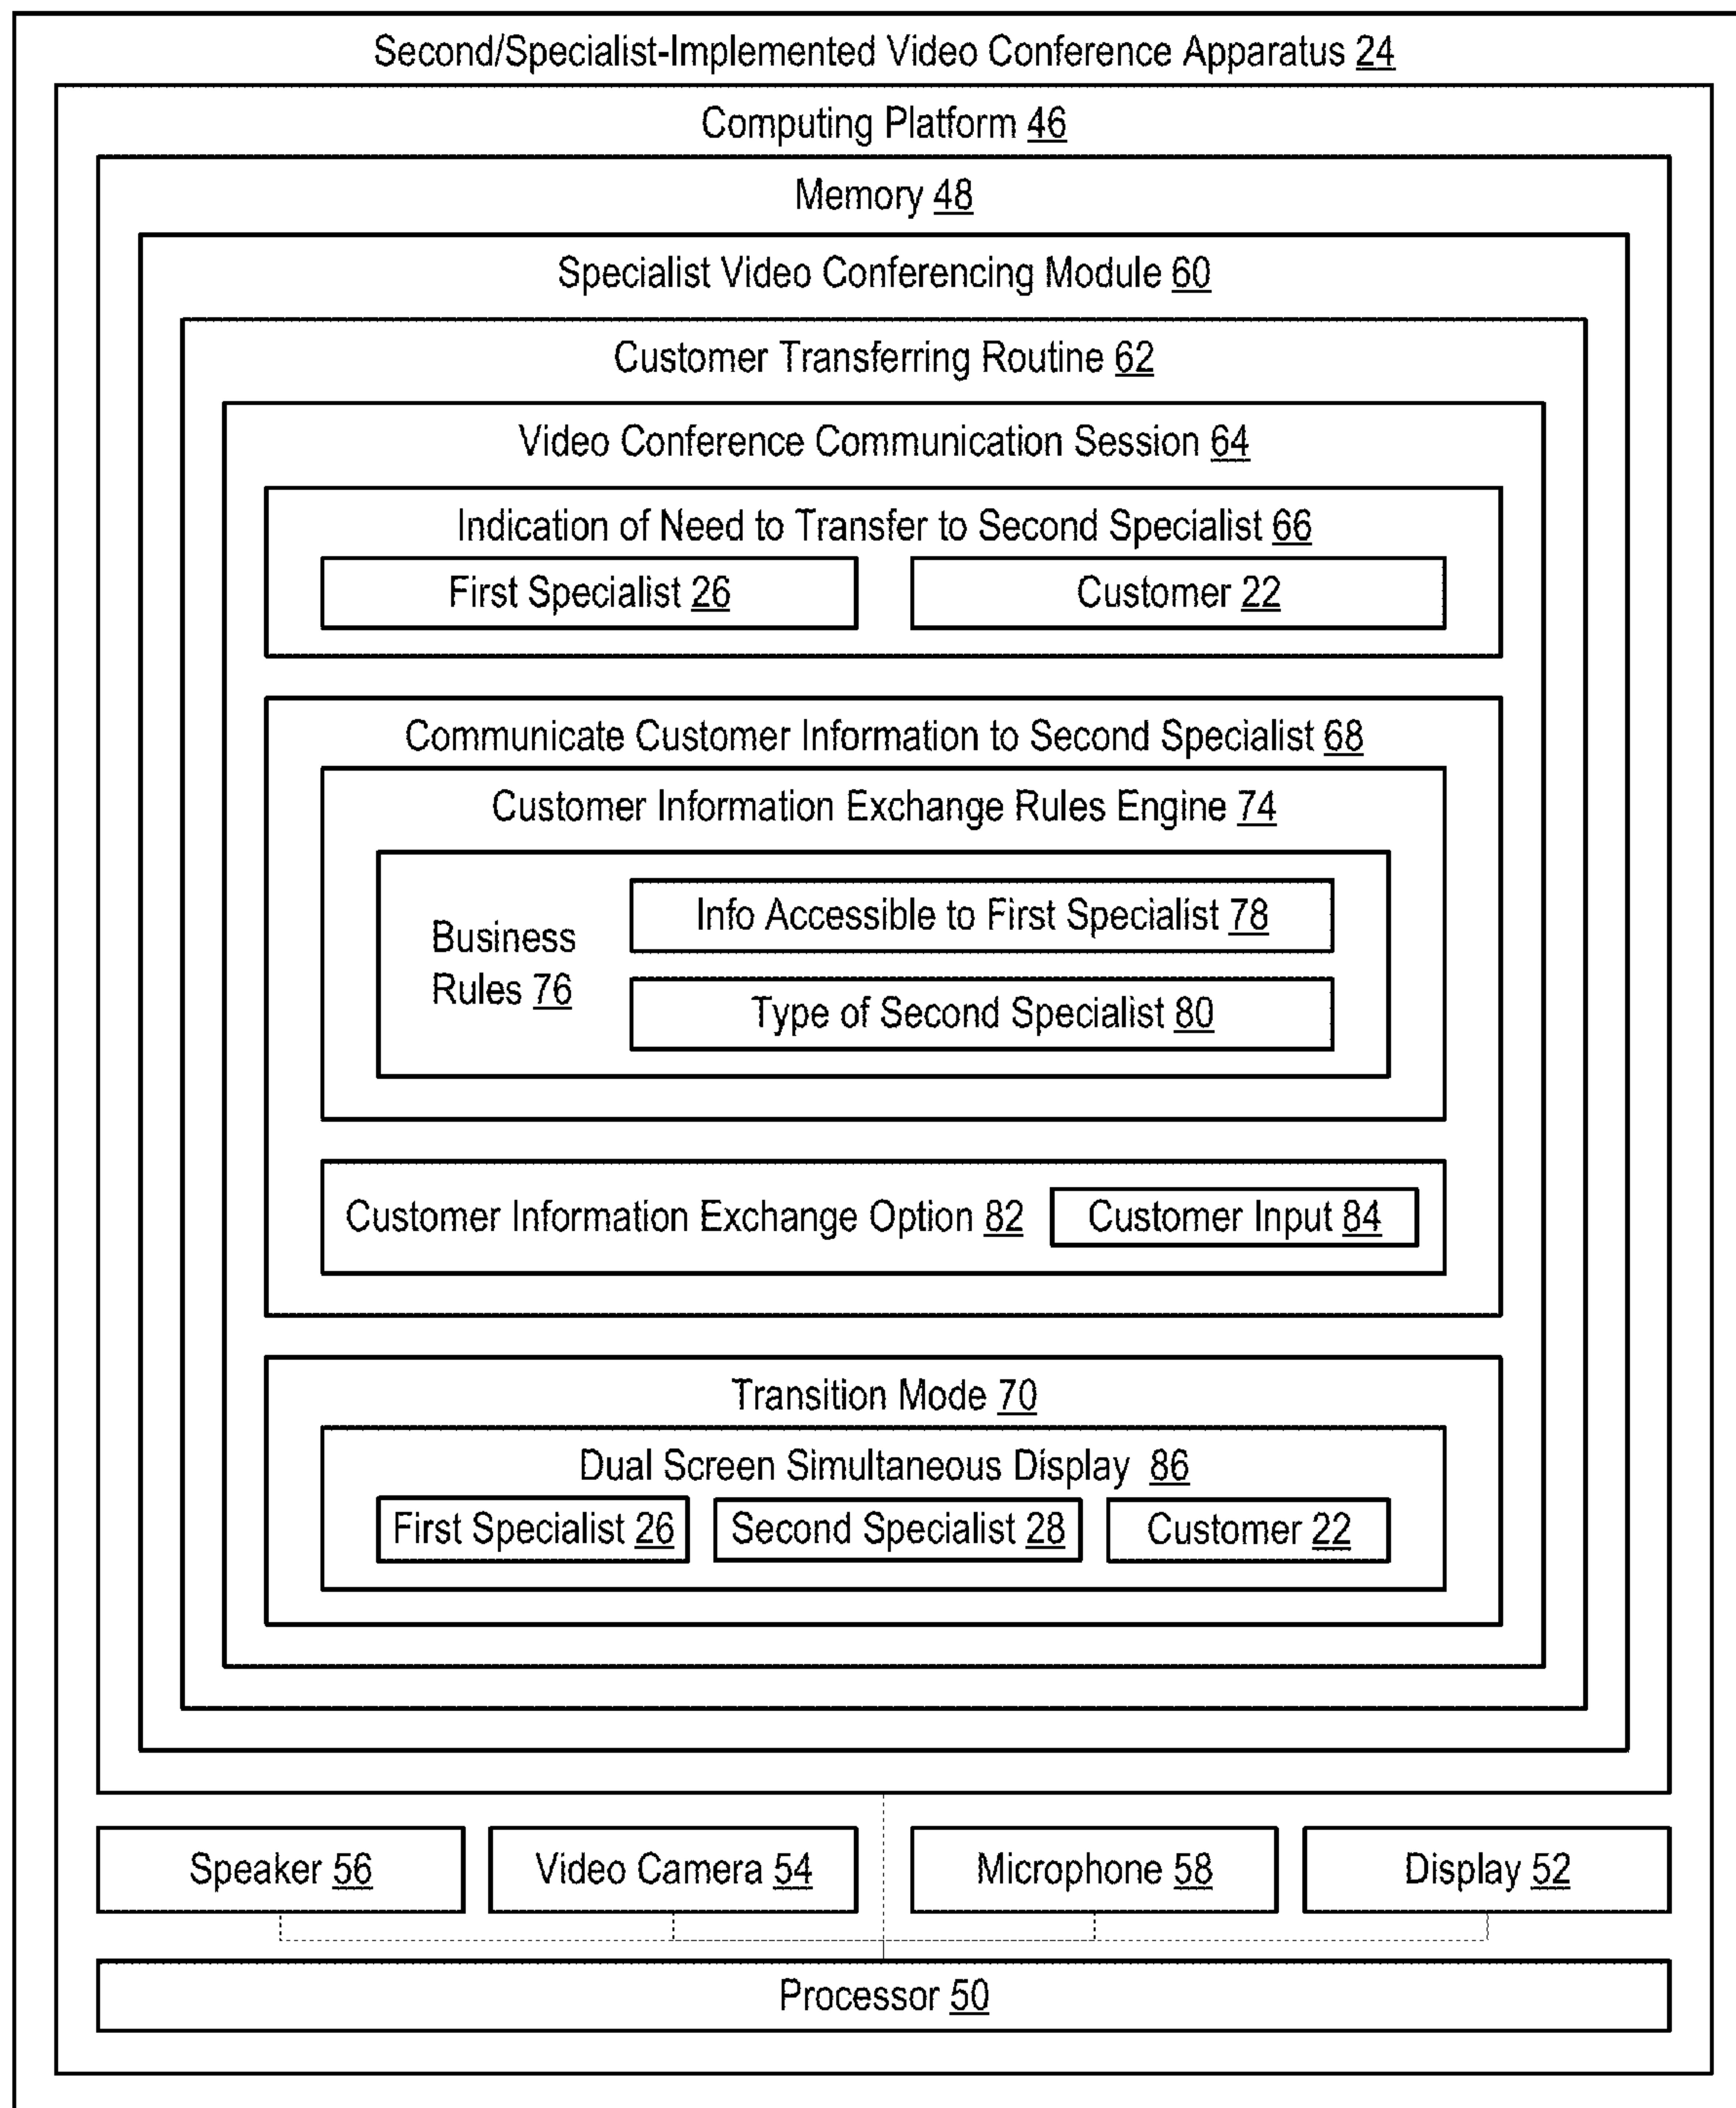 Second/Specialist-Implemented Video Conference Apparatus 24
Computing Platform 46
Memory 48
Specialist Video Conferencing Module 60
Customer Transferring Routine 62
Video Conference Communication Session 64
Indication of Need to Transfer to Second Specialist 66
First Specialist 26
Customer 22
Communicate Customer Information to Second Specialist 68
Customer Information Exchange Rules Engine 74
Business
Rules 76
Info Accessible to First Specialist 78
Type of Second Specialist 80
Customer Information Exchange Option 82
Customer Input 84
Transition Mode 70
Dual Screen Simultaneous Display 86
First Specialist 26
Second Specialist 28
Customer 22
Speaker 56
Video Camera 54
Microphone 58
Display 52
Processor 50